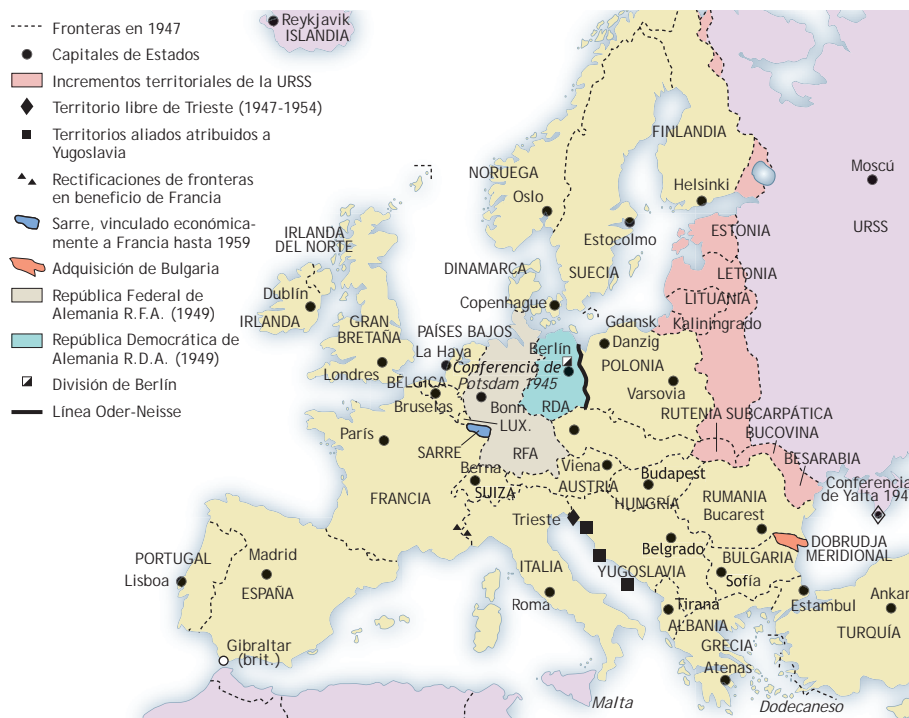 Fronteras en 1947
Capitales de Estados
Incrementos territoriales de la URSS
Territorio libre de Trieste (1947-1954)
Territorios aliados atribuidos a
Yugoslavia
Rectificaciones de fronteras
en beneficio de Francia
Sarre, vinculado económica-
mente a Francia hasta 1959
Adquisición de Bulgaria
República Federal de
Alemania R.F.A. (1949)
República Democrática de
Alemania R.D.A. (1949)
División de Berlín
Línea Oder-Neisse
Reykjavik
ISLANDIA
FINLANDIA
NORUEGA
Oslo
Helsinki
Moscú
URSS
Estocolmo
ESTONIA
IRLANDA
DEL NORTE
DINAMARCA
SUECIA
LETONIA
Dublín
IRLANDA
GRAN
BRETAÑA
Copenhague
LITUANIA
Kaliningrado
PAÍSES BAJOS
La Haya
Gdansk
Danzig
Berlín
POLONIA
Londres
Conferencia de
Potsdam 1945
BÉLGICA
Bruselas
Varsovia
Bonn
RDA
LUX.
RUTENIA SUBCARPÁTICA
BUCOVINA
París
SARRE
RFA
BESARABIA
Berna
SUIZA
Viena
AUSTRIA
Budapest
HUNGRÍA
Conferencia
de Yalta 194
FRANCIA
RUMANIA
Bucarest
Trieste
Belgrado
DOBRUDJA
MERIDIONAL
BULGARIA
PORTUGAL
Lisboa
Madrid
ESPAÑA
ITALIA
YUGOSLAVIA
Sofía
Roma
Tirana
ALBANIA
Estambul
Ankar
TURQUÍA
Gibraltar
(brit.)
GRECIA
Atenas
Malta
Dodecaneso